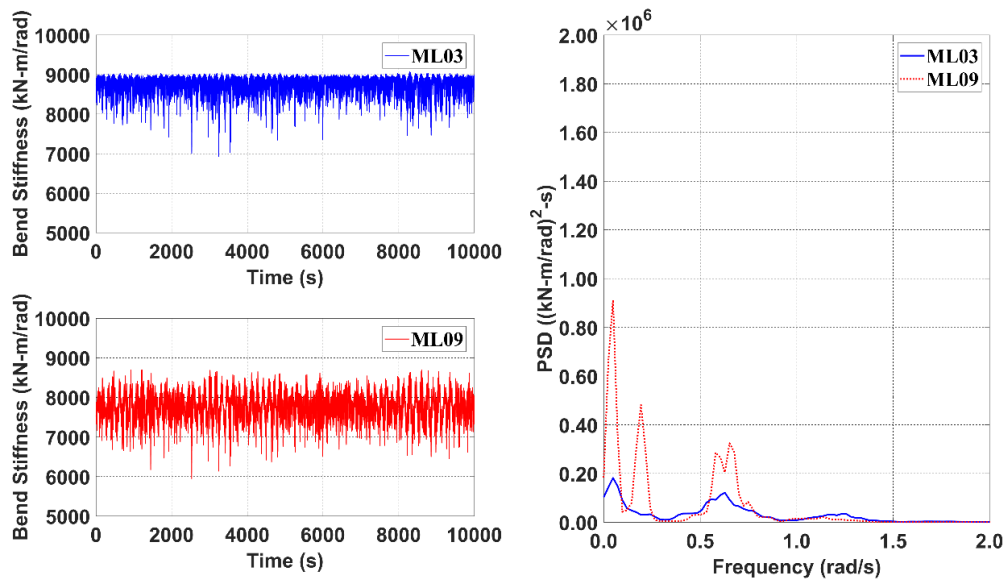 10000
9000
8000
7000
6000
5000
Bend Stiffness (kN-m/rad)
ML03
0 2000 4000 6000 8000 10000
Time (s)
10000
9000
8000
7000
6000
5000
Bend Stiffness (kN-m/rad)
ML09
0 2000 4000 6000 8000 10000
Time (s)
×10^6
2.00
1.80
1.60
1.40
1.20
1.00
0.80
0.60
0.40
0.20
0.00
PSD ((kN-m/rad)^2-s)
ML03
ML09
0.0 0.5 1.0 1.5 2.0
Frequency (rad/s)